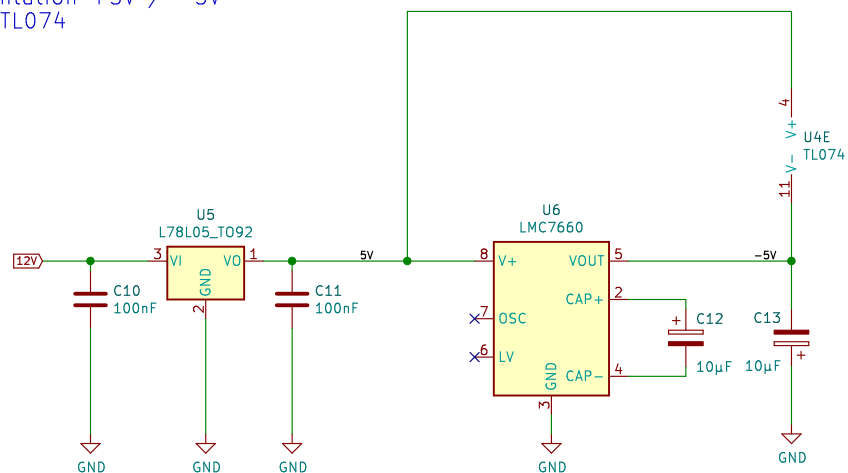 +5V / -5V
TL074
4
V+
U4E
TL074
V-
11
U5
L78L05_TO92
U6
LMC7660
12V
3
VI
VO
1
GND
2
5V
8
V+
VOUT
5
-5V
C10
100nF
C11
100nF
CAP+
2
7
OSC
C12
10µF
C13
10µF
6
LV
GND
CAP-
4
3
GND
GND
GND
GND
GND